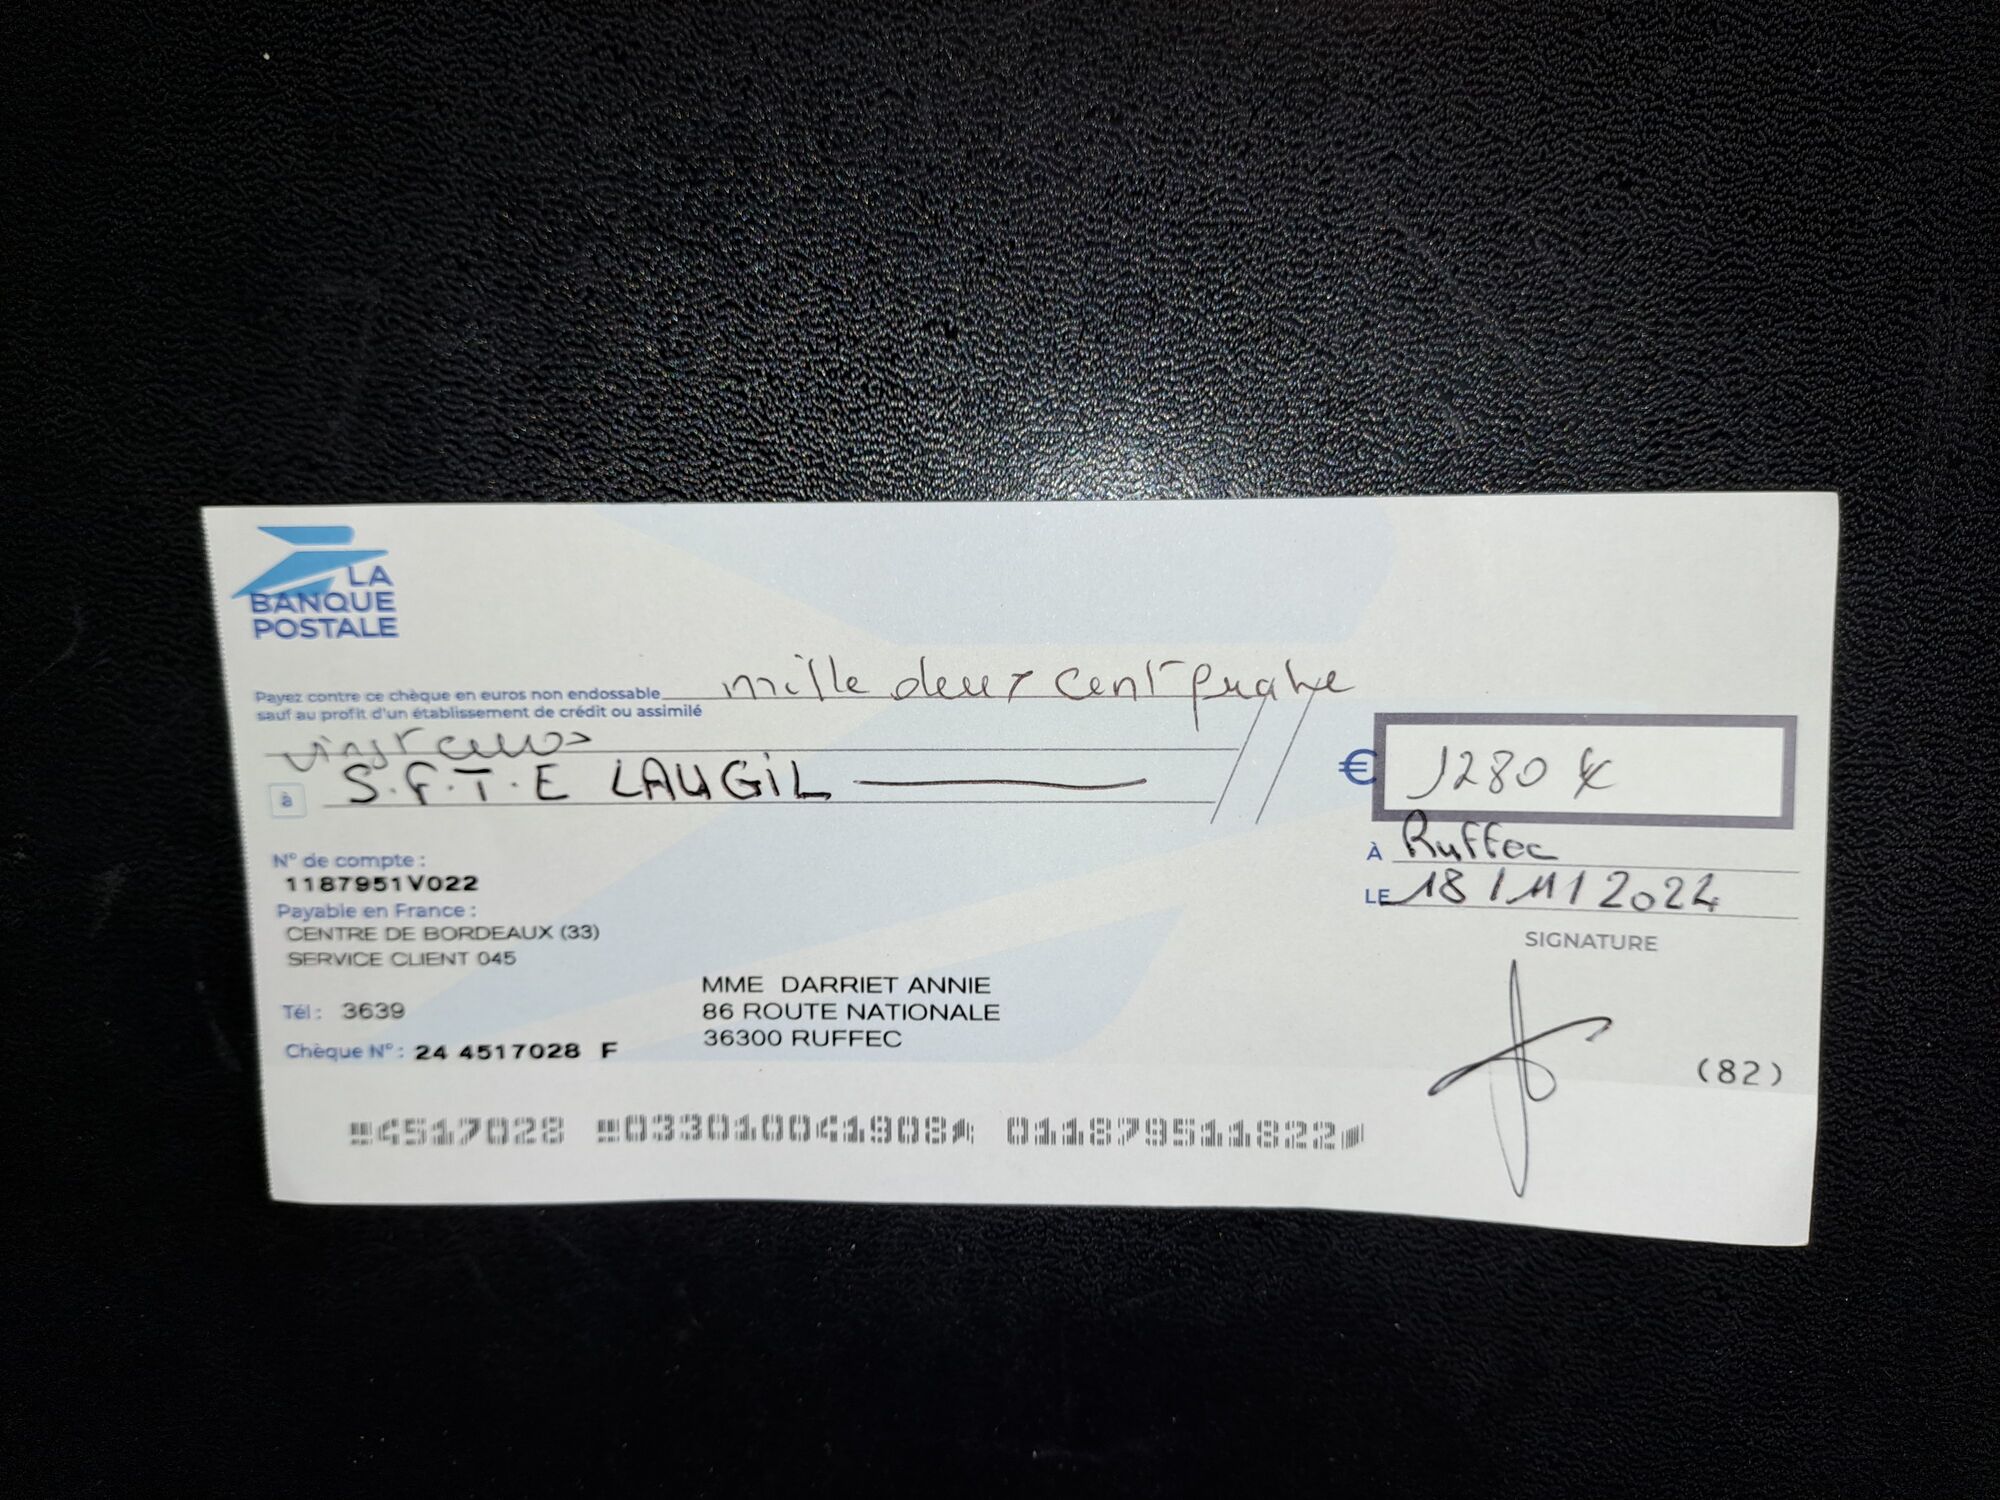 LA
BANQUE
POSTALE
Payez contre ce chèque en euros non endossable mille deux cent quatre
sauf au profit d'un établissement de crédit ou assimilé
vingt euros
à S.F.T.E LAUGIL
€ 1280 €
À Ruffec
LE 18/11/2024
SIGNATURE
N° de compte :
1187951V022
Payable en France :
CENTRE DE BORDEAUX (33)
SERVICE CLIENT 045
Tél : 3639
Chèque N° : 24 4517028 F
MME DARRIET ANNIE
86 ROUTE NATIONALE
36300 RUFFEC
(82)
4517028 033010041908 011879511822